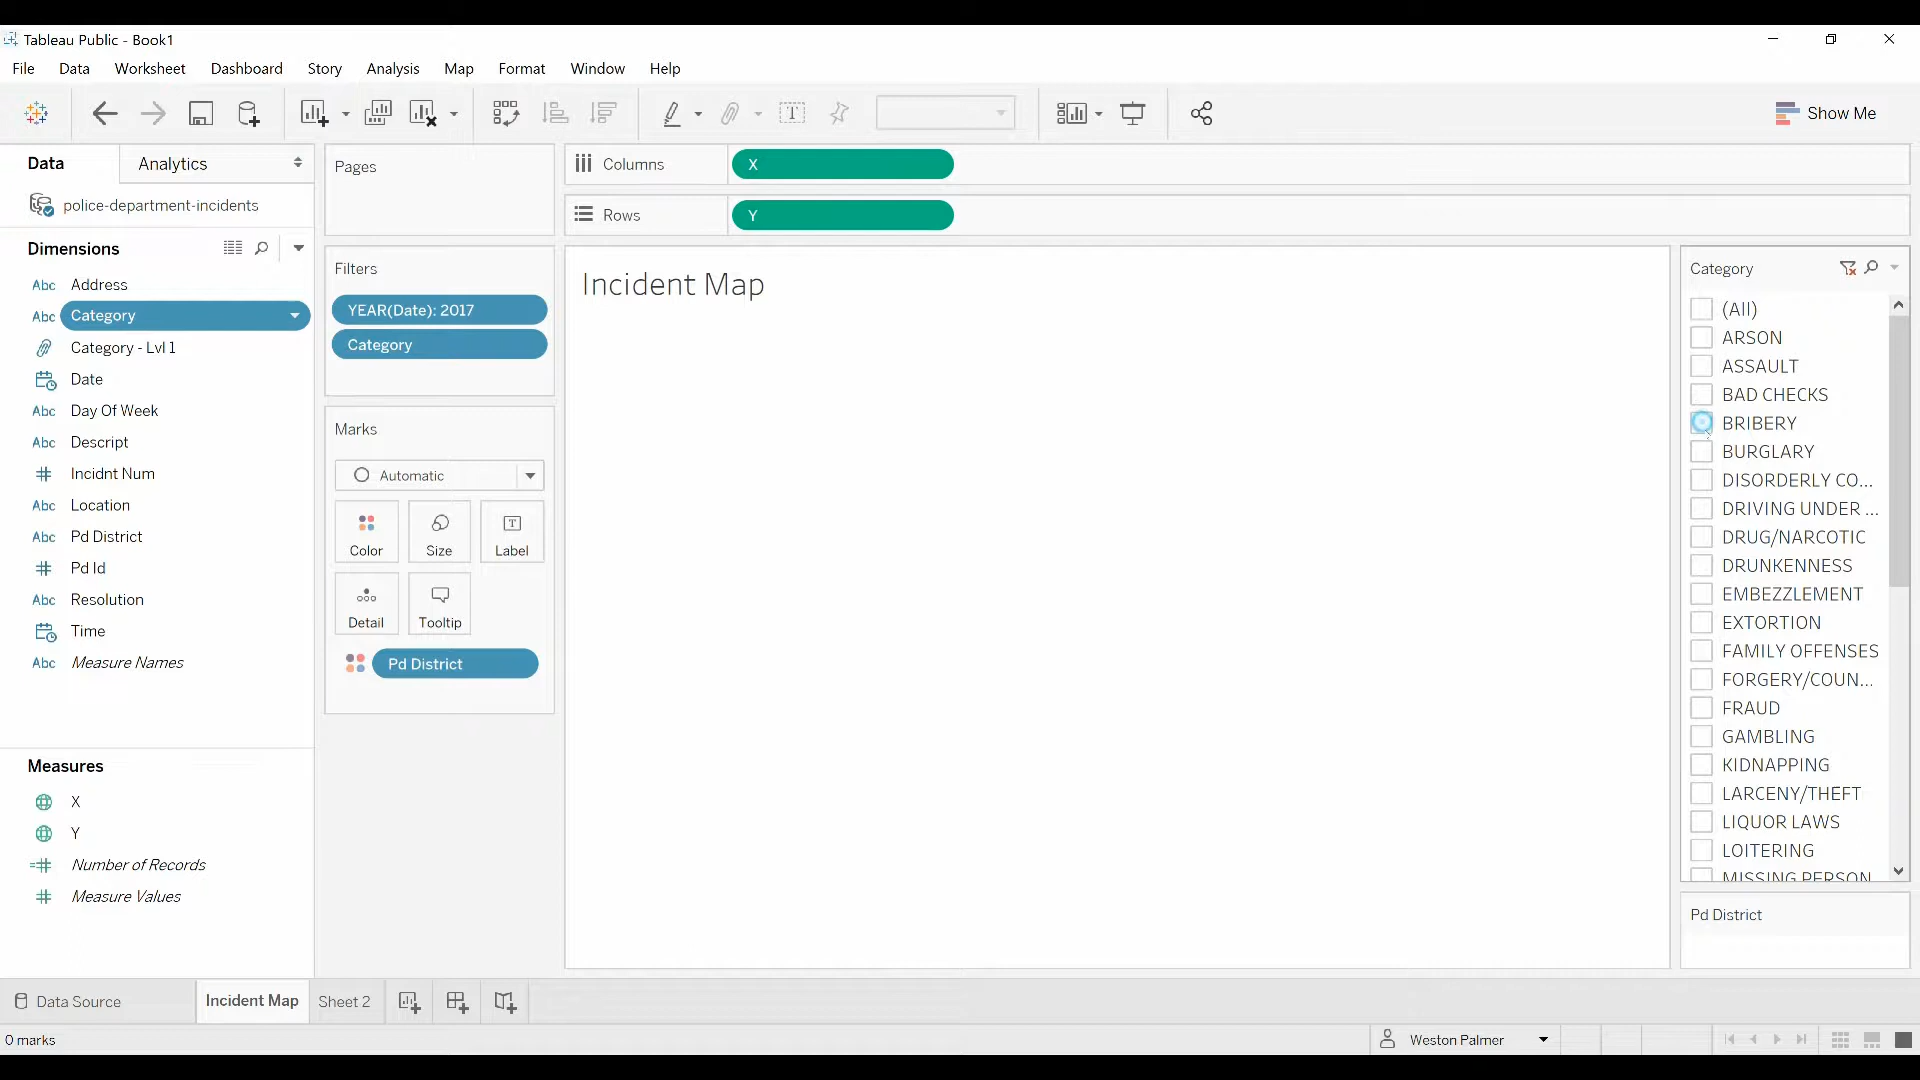 Tableau Public - Book1
File Data Worksheet Dashboard Story Analysis Map Format Window Help
Show Me
Data Analytics
police-department-incidents
Dimensions
Abc Address
Abc Category
Category - Lvl 1
Date
Abc Day Of Week
Abc Descript
Incidnt Num
Abc Location
Abc Pd District
Pd Id
Abc Resolution
Time
Abc Measure Names
Measures
X
Y
Number of Records
Measure Values
Pages
Filters
YEAR(Date): 2017
Category
Marks
Automatic
Color Size Label
Detail Tooltip
Pd District
Columns X
Rows Y
Incident Map
Category
(All)
ARSON
ASSAULT
BAD CHECKS
BRIBERY
BURGLARY
DISORDERLY CO...
DRIVING UNDER ...
DRUG/NARCOTIC
DRUNKENNESS
EMBEZZLEMENT
EXTORTION
FAMILY OFFENSES
FORGERY/COUN...
FRAUD
GAMBLING
KIDNAPPING
LARCENY/THEFT
LIQUOR LAWS
LOITERING
MISSING PERSON
Pd District
Data Source Incident Map Sheet 2
0 marks
Weston Palmer